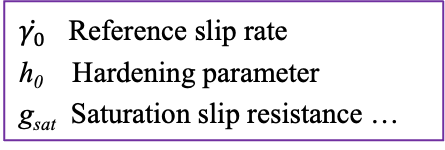 γ̇₀ Reference slip rate
h₀ Hardening parameter
gₛₐₜ Saturation slip resistance …